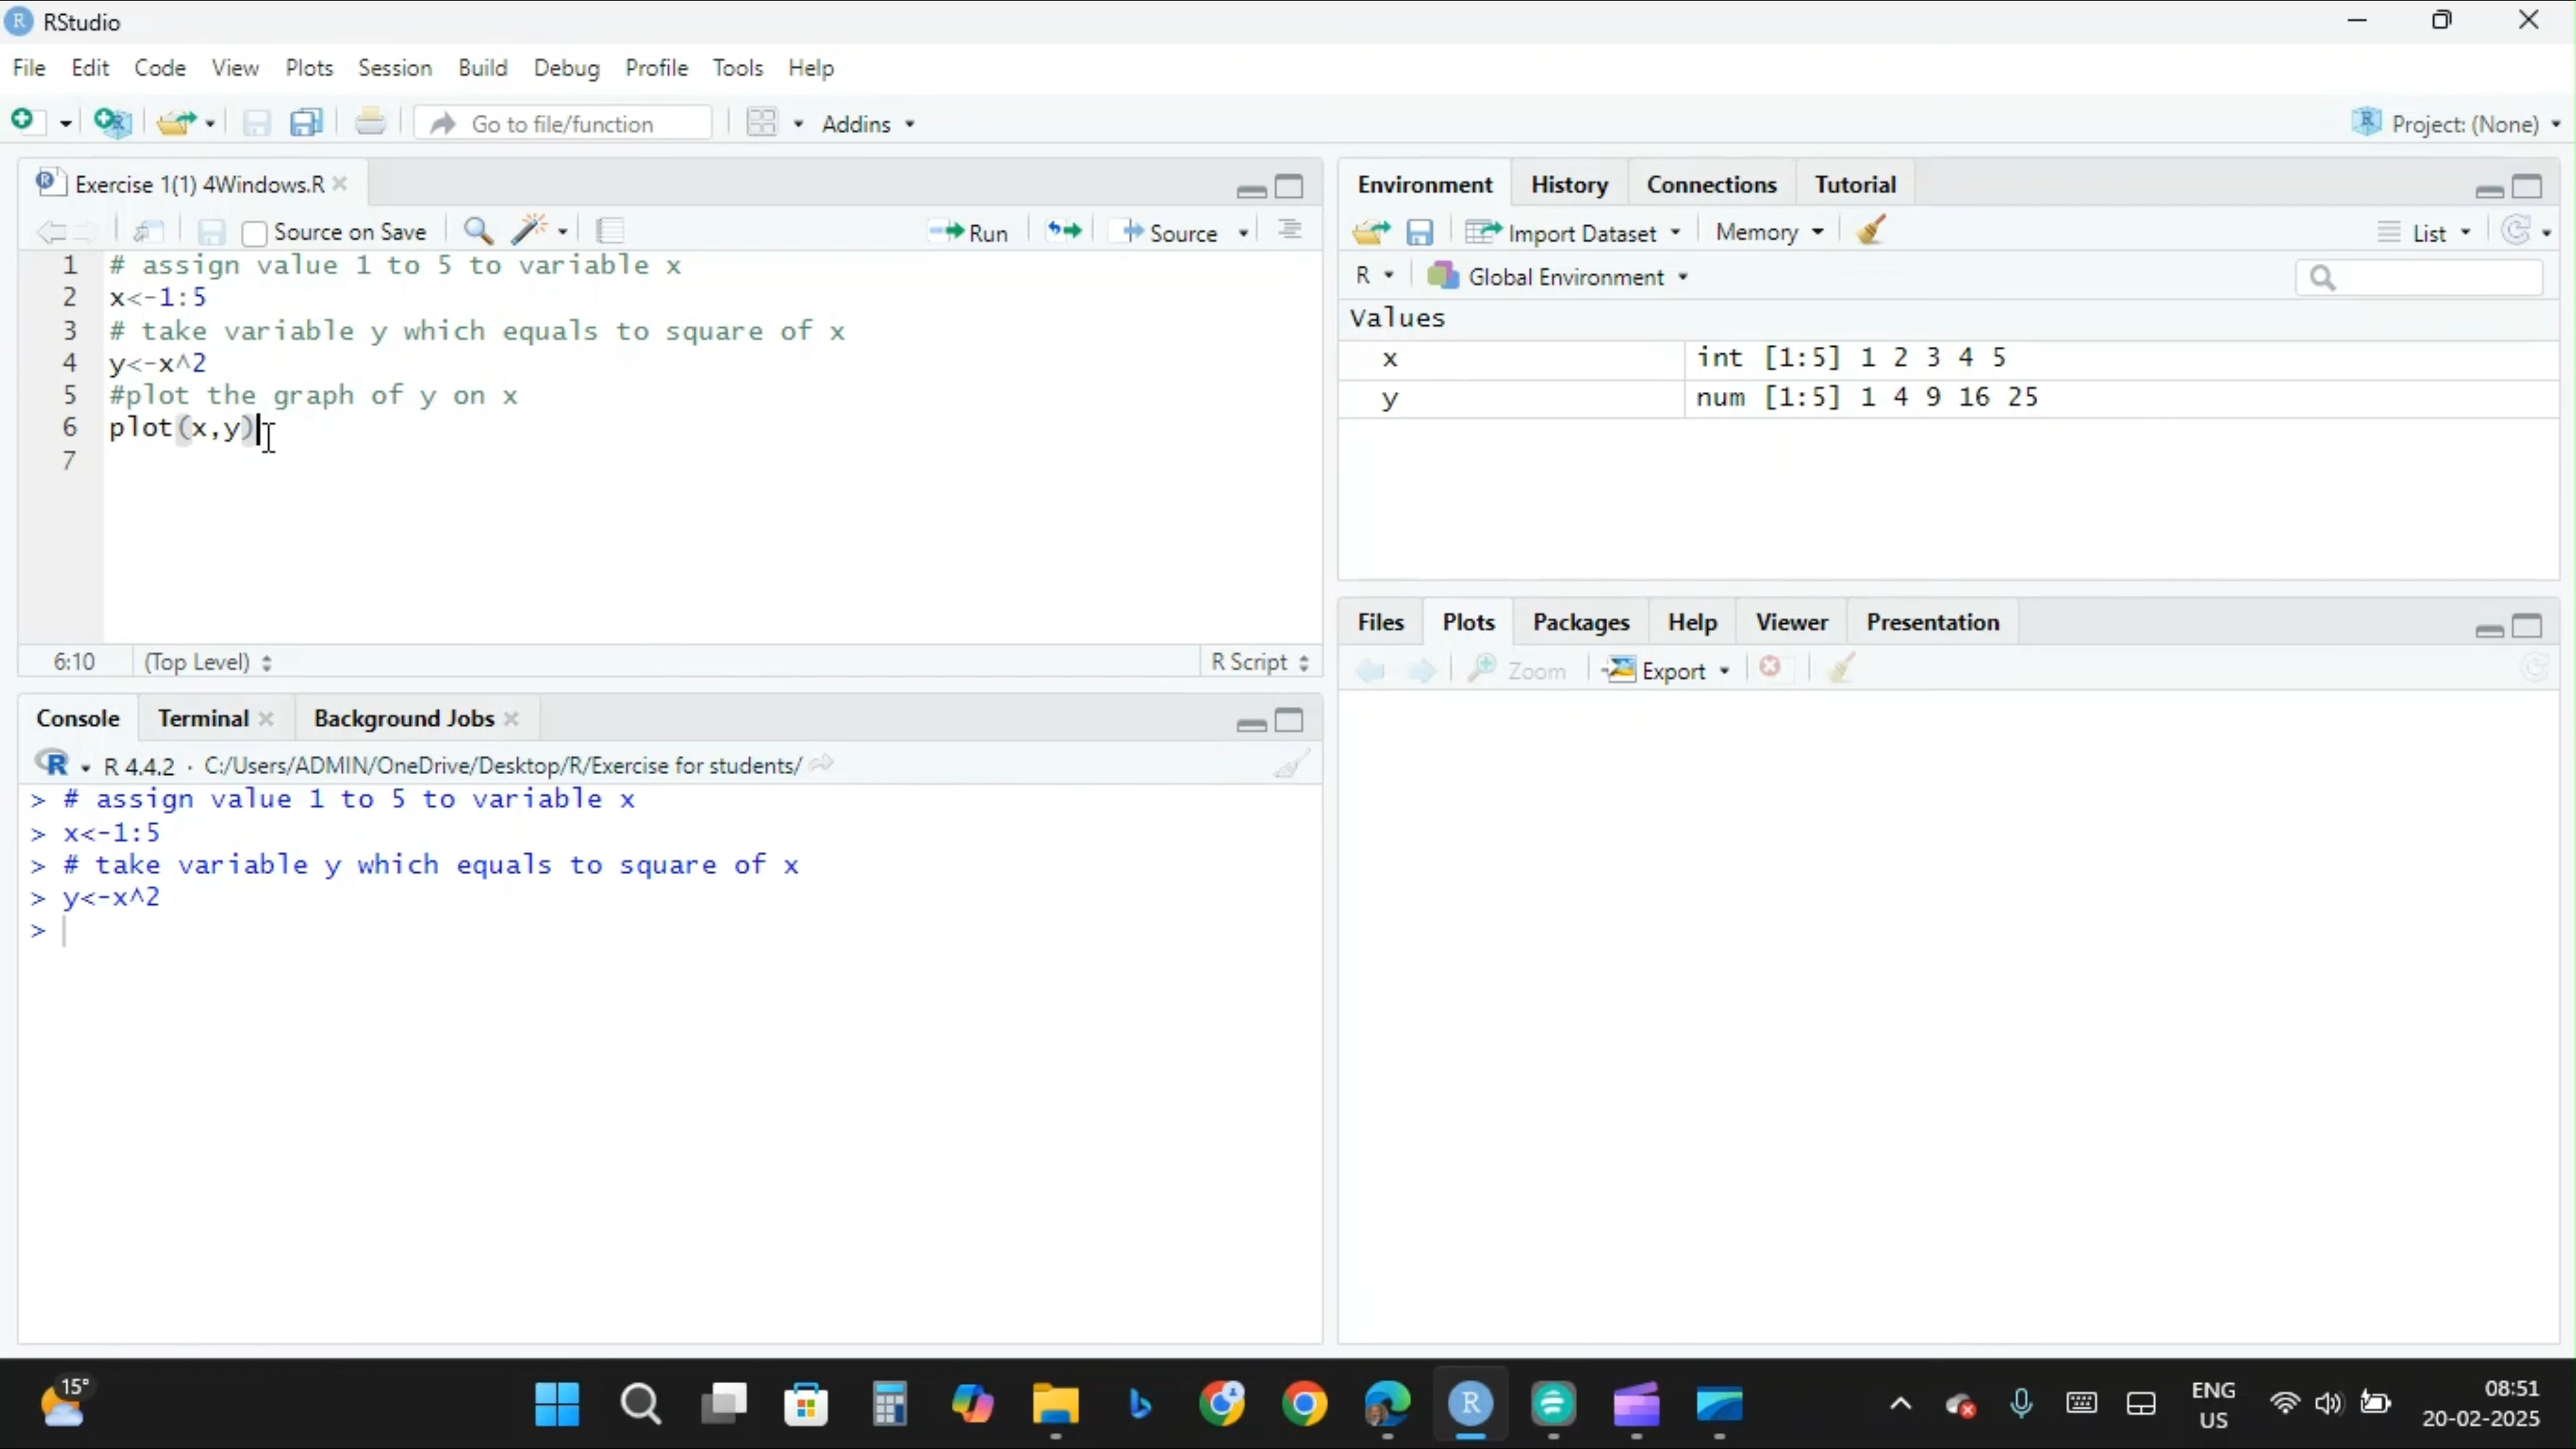 RStudio
File Edit Code View Plots Session Build Debug Profile Tools Help
Go to file/function Addins Project: (None)
Exercise 1(1) 4Windows.R
Source on Save Run Source
1 # assign value 1 to 5 to variable x
2 x<-1:5
3 # take variable y which equals to square of x
4 y<-x^2
5 #plot the graph of y on x
6 plot(x,y)
7
6:10 (Top Level) R Script
Console Terminal Background Jobs
R 4.4.2 · C:/Users/ADMIN/OneDrive/Desktop/R/Exercise for students/
> # assign value 1 to 5 to variable x
> x<-1:5
> # take variable y which equals to square of x
> y<-x^2
>
Environment History Connections Tutorial
Import Dataset Memory List
R Global Environment
Values
x int [1:5] 1 2 3 4 5
y num [1:5] 1 4 9 16 25
Files Plots Packages Help Viewer Presentation
Zoom Export
15°
ENG
US
08:51
20-02-2025